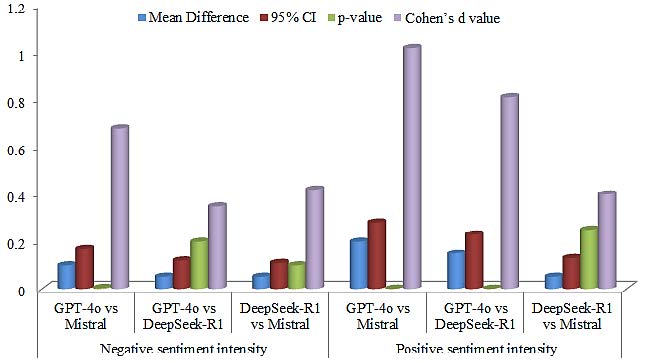 Mean Difference 95% CI p-value Cohen's d value
1.2
1
0.8
0.6
0.4
0.2
0
GPT-4o vs Mistral
GPT-4o vs DeepSeek-R1
DeepSeek-R1 vs Mistral
GPT-4o vs Mistral
GPT-4o vs DeepSeek-R1
DeepSeek-R1 vs Mistral
Negative sentiment intensity
Positive sentiment intensity